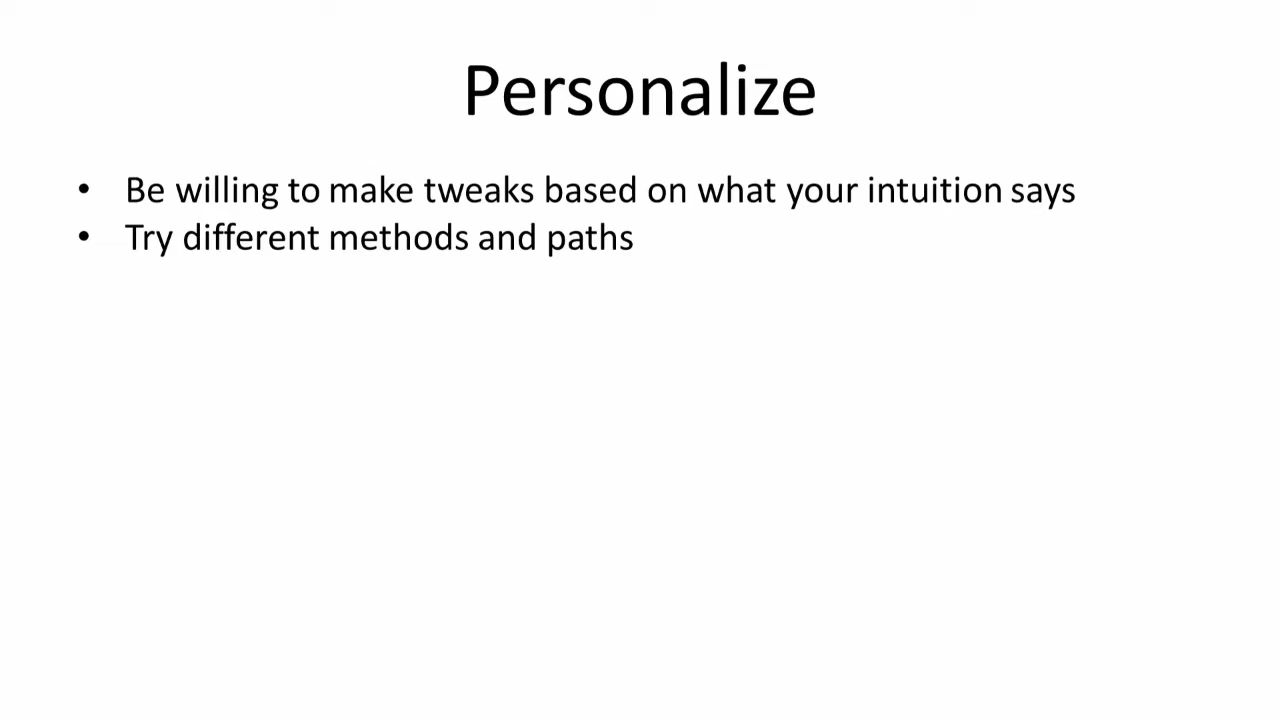 Personalize
• Be willing to make tweaks based on what your intuition says
• Try different methods and paths